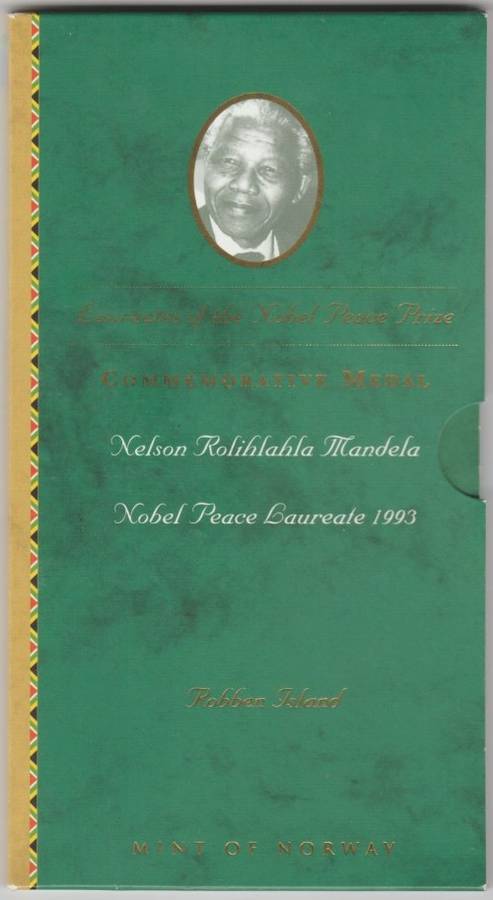 Laureates of the Nobel Peace Prize
COMMEMORATIVE MEDAL
Nelson Rolihlahla Mandela
Nobel Peace Laureate 1993
Robben Island
MINT OF NORWAY